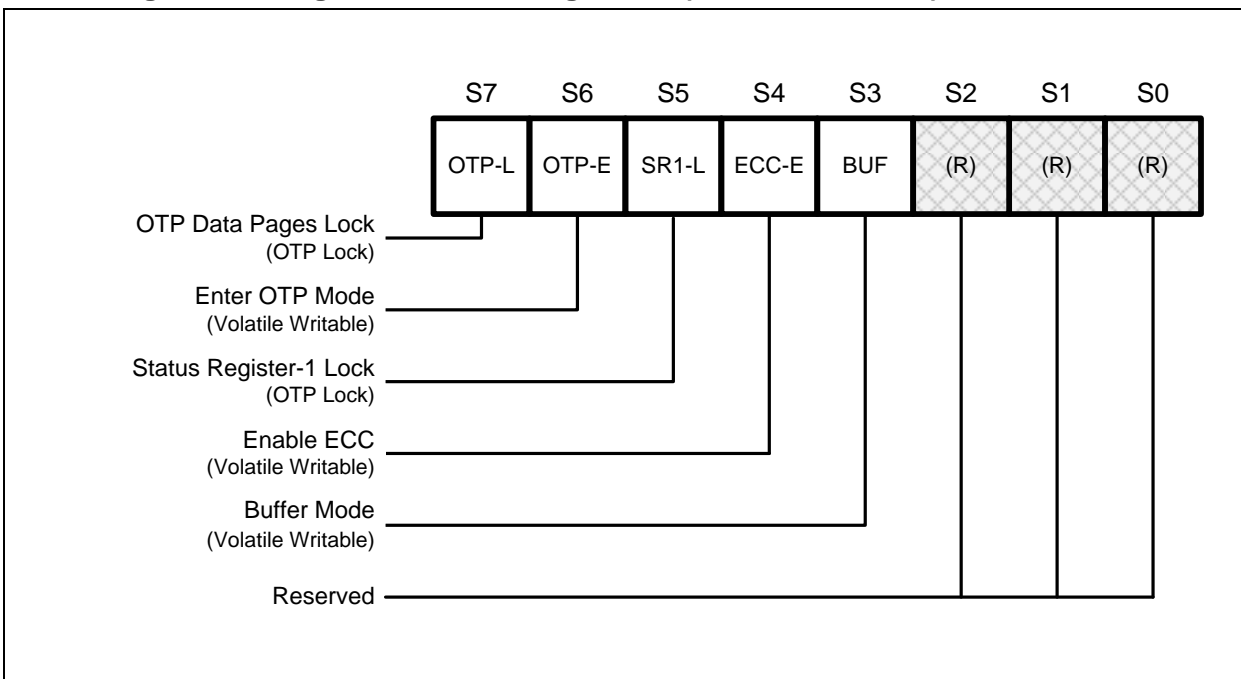 S7 S6 S5 S4 S3 S2 S1 S0
OTP-L OTP-E SR1-L ECC-E BUF (R) (R) (R)
OTP Data Pages Lock
(OTP Lock)
Enter OTP Mode
(Volatile Writable)
Status Register-1 Lock
(OTP Lock)
Enable ECC
(Volatile Writable)
Buffer Mode
(Volatile Writable)
Reserved